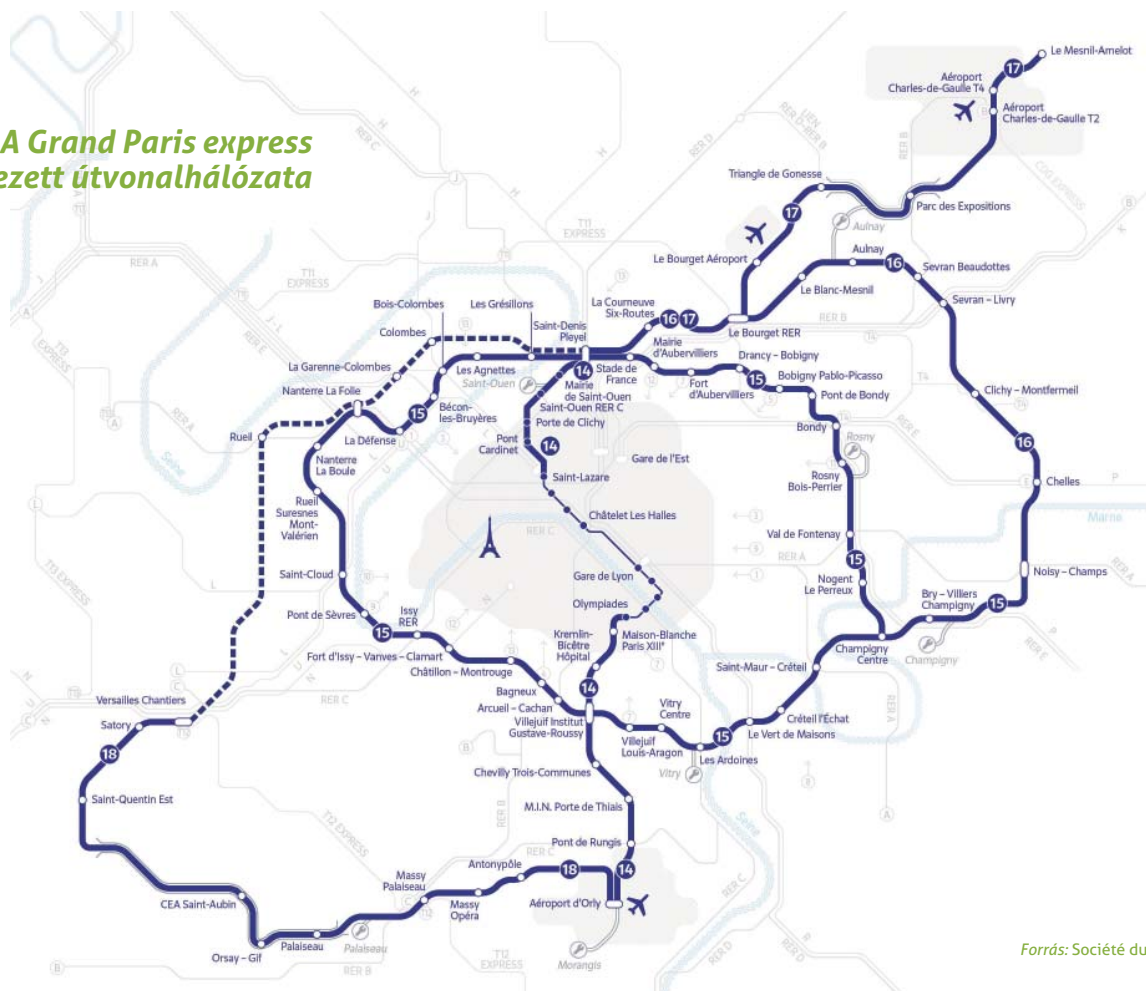 A Grand Paris express
ezett útvonalhálózata
Le Mesnil-Amelot
17
Aéroport
Charles-de-Gaulle T4
Aéroport
Charles-de-Gaulle T2
Triangle de Gonesse
17
Parc des Expositions
Aulnay
Le Bourget Aéroport
Aulnay
16
Sevran Beaudottes
Le Blanc-Mesnil
Sevran – Livry
Le Bourget RER
La Courneuve
Six-Routes
16
17
Bois-Colombes
Les Grésillons
Saint-Denis
Pleyel
Colombes
Mairie
d'Aubervilliers
Drancy – Bobigny
La Garenne-Colombes
Les Agnettes
Saint-Ouen
14
Stade de
France
Fort
d'Aubervilliers
15
Bobigny Pablo-Picasso
Pont de Bondy
Nanterre La Folie
Mairie
de Saint-Ouen
Saint-Ouen RER C
Clichy – Montfermeil
15
Bécon-
les-Bruyères
Porte de Clichy
Bondy
Rosny
Rueil
La Défense
Pont
Cardinet
14
Gare de l'Est
16
Nanterre
La Boule
Saint-Lazare
Rosny
Bois-Perrier
Chelles
Rueil
Suresnes
Mont-
Valérien
Châtelet Les Halles
Marne
Val de Fontenay
Saint-Cloud
Gare de Lyon
15
Noisy – Champs
Nogent
Le Perreux
Bry – Villiers
Champigny
15
Pont de Sèvres
Issy
RER
Olympiades
15
Kremlin-
Bicêtre
Hôpital
Maison-Blanche
Paris XIIIᵉ
Champigny
Centre
Champigny
Fort d'Issy – Vanves – Clamart
Châtillon – Montrouge
Saint-Maur – Créteil
Bagneux
14
Versailles Chantiers
Arcueil – Cachan
Vitry
Centre
Créteil l'Échat
Satory
Villejuif Institut
Gustave-Roussy
15
Le Vert de Maisons
18
Villejuif
Louis-Aragon
Les Ardoines
Chevilly Trois-Communes
Vitry
Saint-Quentin Est
M.I.N. Porte de Thiais
Seine
Pont de Rungis
Antonypôle
18
14
Massy
Palaiseau
CEA Saint-Aubin
Massy
Opéra
Aéroport d'Orly
Palaiseau
Palaiseau
Orsay – Gif
Morangis
Forrás: Société du